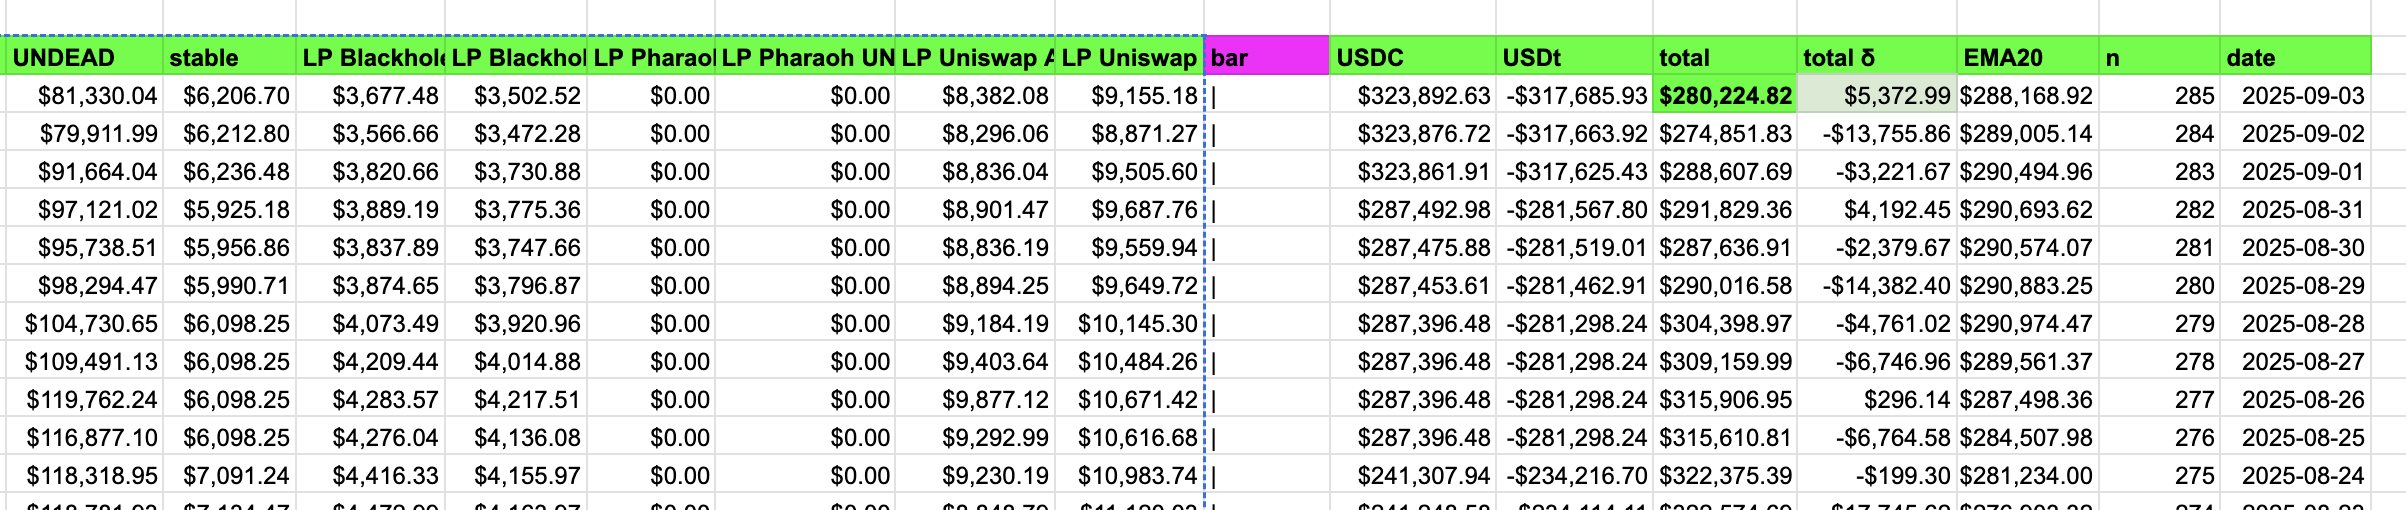 UNDEAD stable LP Blackhole LP Blackhol LP Pharaol LP Pharaoh UN LP Uniswap A LP Uniswap bar USDC USDt total total δ EMA20 n date
$81,330.04 $6,206.70 $3,677.48 $3,502.52 $0.00 $0.00 $8,382.08 $9,155.18 | $323,892.63 -$317,685.93 $280,224.82 $5,372.99 $288,168.92 285 2025-09-03
$79,911.99 $6,212.80 $3,566.66 $3,472.28 $0.00 $0.00 $8,296.06 $8,871.27 | $323,876.72 -$317,663.92 $274,851.83 -$13,755.86 $289,005.14 284 2025-09-02
$91,664.04 $6,236.48 $3,820.66 $3,730.88 $0.00 $0.00 $8,836.04 $9,505.60 | $323,861.91 -$317,625.43 $288,607.69 -$3,221.67 $290,494.96 283 2025-09-01
$97,121.02 $5,925.18 $3,889.19 $3,775.36 $0.00 $0.00 $8,901.47 $9,687.76 | $287,492.98 -$281,567.80 $291,829.36 $4,192.45 $290,693.62 282 2025-08-31
$95,738.51 $5,956.86 $3,837.89 $3,747.66 $0.00 $0.00 $8,836.19 $9,559.94 | $287,475.88 -$281,519.01 $287,636.91 -$2,379.67 $290,574.07 281 2025-08-30
$98,294.47 $5,990.71 $3,874.65 $3,796.87 $0.00 $0.00 $8,894.25 $9,649.72 | $287,453.61 -$281,462.91 $290,016.58 -$14,382.40 $290,883.25 280 2025-08-29
$104,730.65 $6,098.25 $4,073.49 $3,920.96 $0.00 $0.00 $9,184.19 $10,145.30 | $287,396.48 -$281,298.24 $304,398.97 -$4,761.02 $290,974.47 279 2025-08-28
$109,491.13 $6,098.25 $4,209.44 $4,014.88 $0.00 $0.00 $9,403.64 $10,484.26 | $287,396.48 -$281,298.24 $309,159.99 -$6,746.96 $289,561.37 278 2025-08-27
$119,762.24 $6,098.25 $4,283.57 $4,217.51 $0.00 $0.00 $9,877.12 $10,671.42 | $287,396.48 -$281,298.24 $315,906.95 $296.14 $287,498.36 277 2025-08-26
$116,877.10 $6,098.25 $4,276.04 $4,136.08 $0.00 $0.00 $9,292.99 $10,616.68 | $287,396.48 -$281,298.24 $315,610.81 -$6,764.58 $284,507.98 276 2025-08-25
$118,318.95 $7,091.24 $4,416.33 $4,155.97 $0.00 $0.00 $9,230.19 $10,983.74 | $241,307.94 -$234,216.70 $322,375.39 -$199.30 $281,234.00 275 2025-08-24